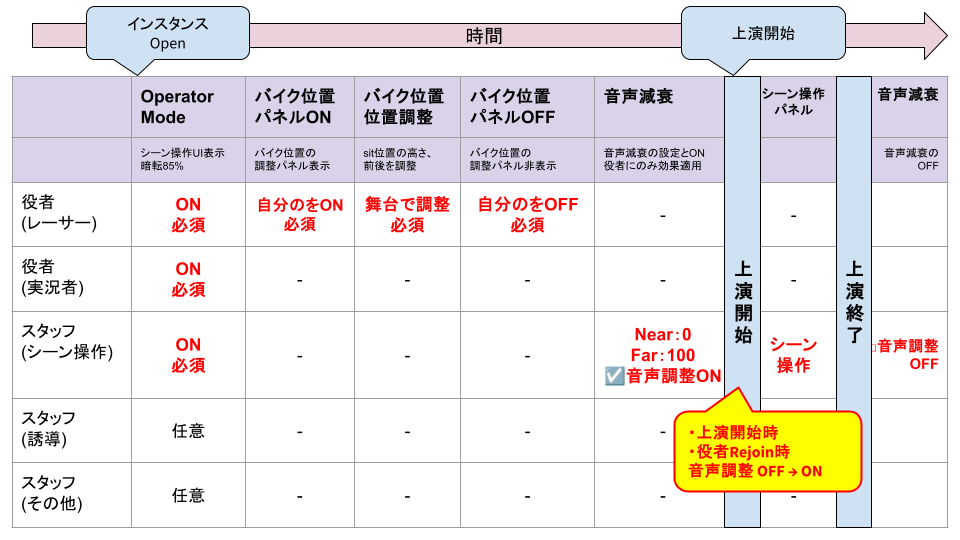 インスタンス
Open
時間
上演開始
Operator
Mode
バイク位置
パネルON
バイク位置
位置調整
バイク位置
パネルOFF
音声減衰
シーン操作
パネル
音声減衰
シーン操作UI表示
暗転85%
バイク位置の
調整パネル表示
sit位置の高さ、
前後を調整
バイク位置の
調整パネル非表示
音声減衰の設定とON
役者にのみ効果適用
音声減衰の
OFF
役者
(レーサー)
ON
必須
自分のをON
必須
舞台で調整
必須
自分のをOFF
必須
-
-
役者
(実況者)
ON
必須
-
-
-
-
-
上演開始
上演終了
スタッフ
(シーン操作)
ON
必須
-
-
-
Near:0
Far:100
☑音声調整ON
シーン
操作
□音声調整
OFF
スタッフ
(誘導)
任意
-
-
-
-
・上演開始時
・役者Rejoin時
音声調整 OFF → ON
スタッフ
(その他)
任意
-
-
-
-
-